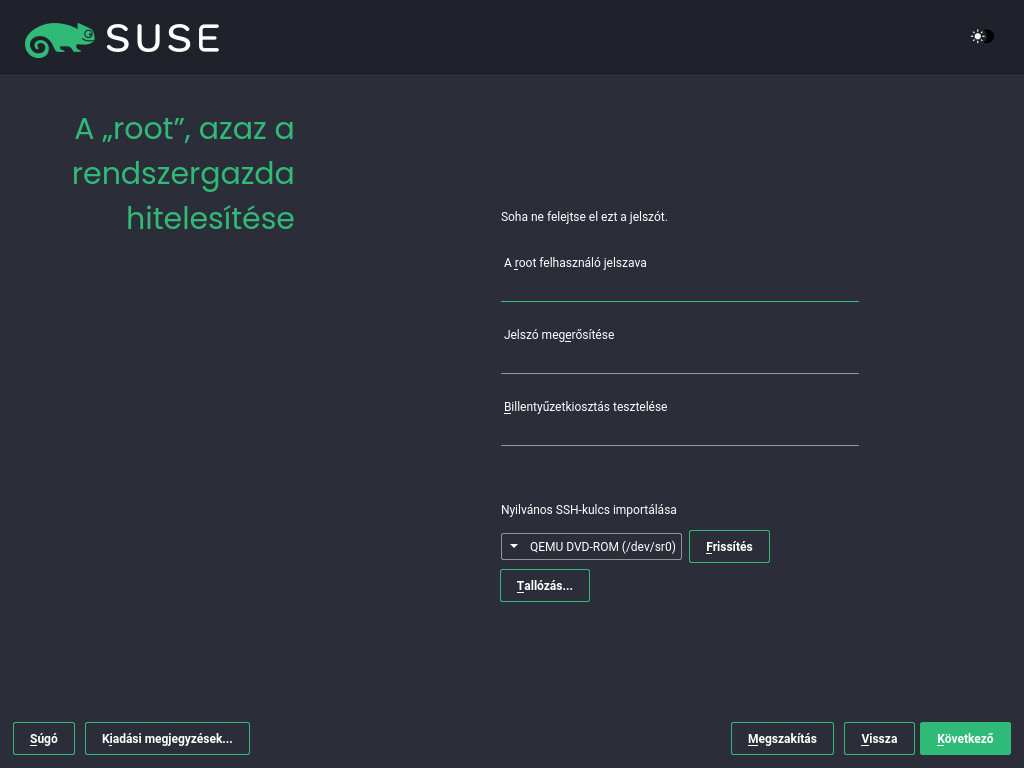 SUSE
A „root”, azaz a
rendszergazda
hitelesítése
Soha ne felejtse el ezt a jelszót.
A root felhasználó jelszava
Jelszó megerősítése
Billentyűzetkiosztás tesztelése
Nyilvános SSH-kulcs importálása
QEMU DVD-ROM (/dev/sr0) Frissítés
Tallózás...
Súgó Kiadási megjegyzések... Megszakítás Vissza Következő